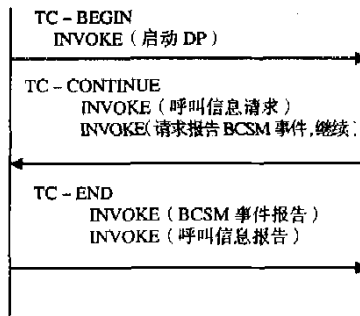 TC – BEGIN
INVOKE（启动 DP）
TC – CONTINUE
INVOKE（呼叫信息请求）
INVOKE（请求报告 BCSM 事件,继续）
TC – END
INVOKE（BCSM 事件报告）
INVOKE（呼叫信息报告）